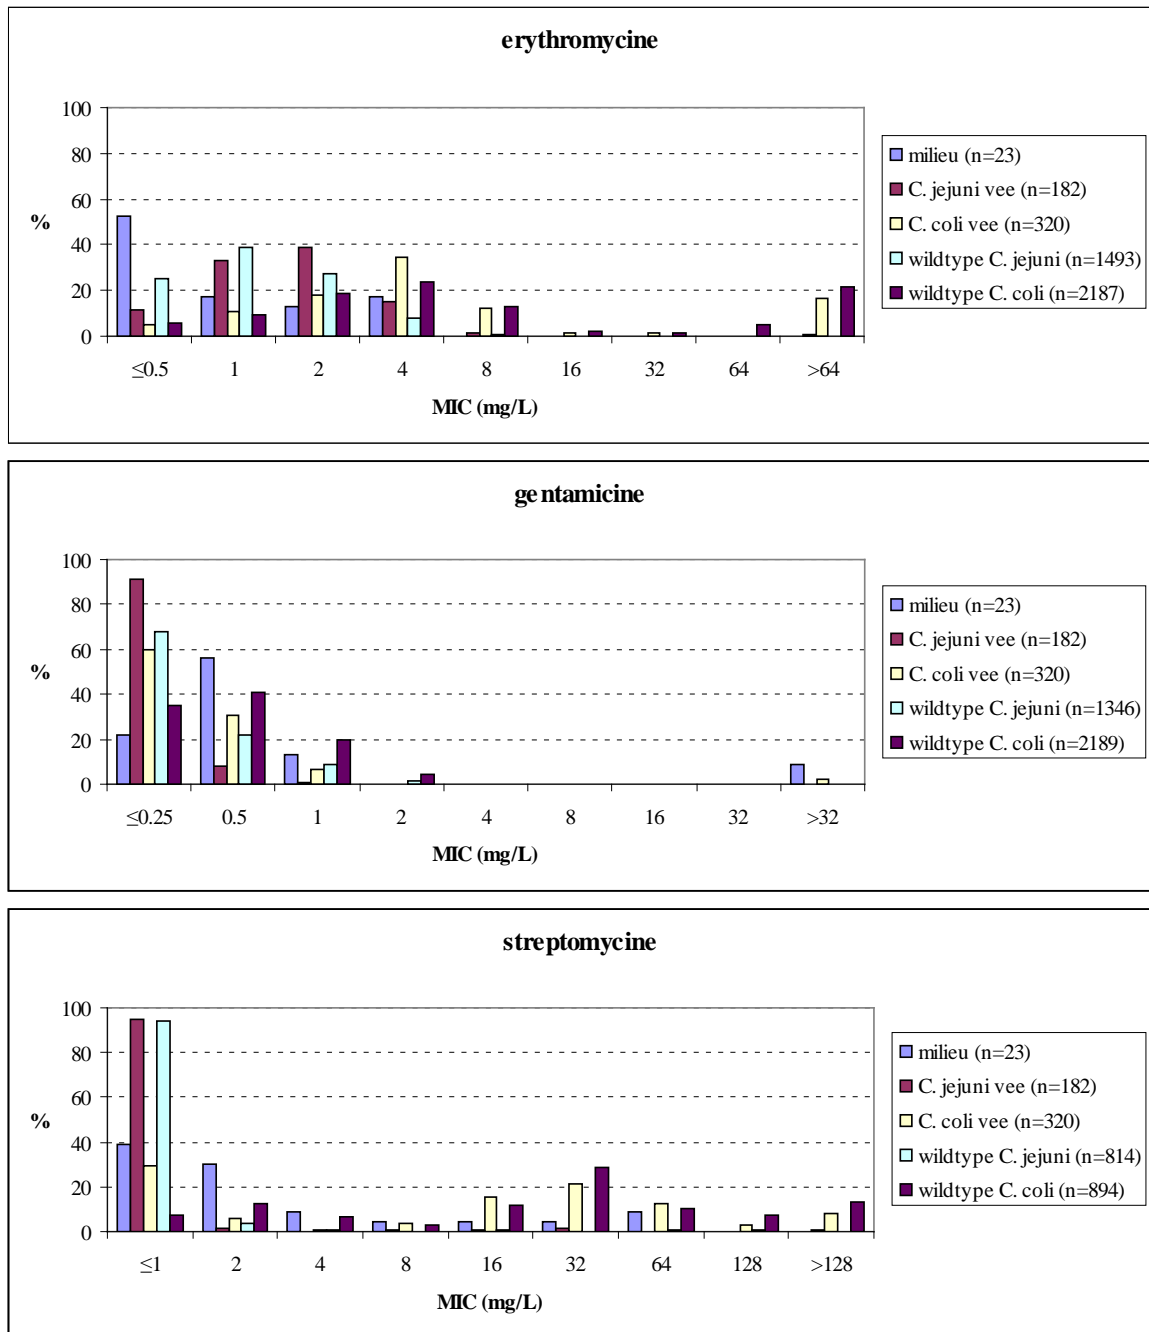 erythromycine
100
80
60
40
20
0
%
≤0.5 1 2 4 8 16 32 64 >64
MIC (mg/L)
milieu (n=23)
C. jejuni vee (n=182)
C. coli vee (n=320)
wildtype C. jejuni (n=1493)
wildtype C. coli (n=2187)
gentamicine
100
80
60
40
20
0
%
≤0.25 0.5 1 2 4 8 16 32 >32
MIC (mg/L)
milieu (n=23)
C. jejuni vee (n=182)
C. coli vee (n=320)
wildtype C. jejuni (n=1346)
wildtype C. coli (n=2189)
streptomycine
100
80
60
40
20
0
%
≤1 2 4 8 16 32 64 128 >128
MIC (mg/L)
milieu (n=23)
C. jejuni vee (n=182)
C. coli vee (n=320)
wildtype C. jejuni (n=814)
wildtype C. coli (n=894)